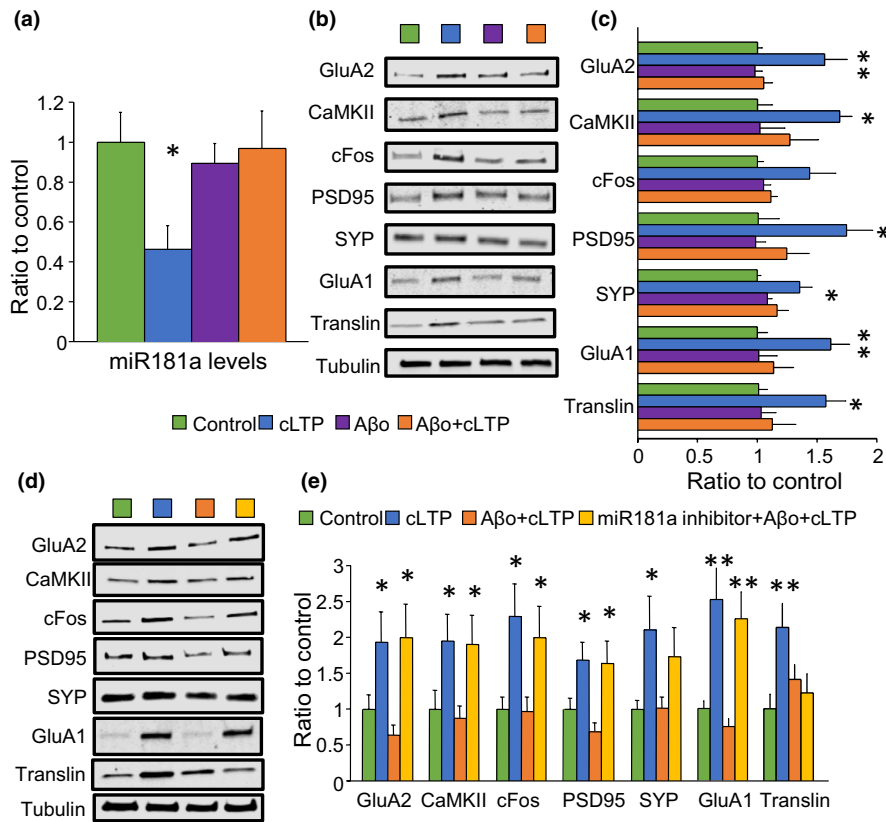 (a)
1.2
1
0.8
0.6
0.4
0.2
0
Ratio to control
*
miR181a levels
(b)
GluA2
CaMKII
cFos
PSD95
SYP
GluA1
Translin
Tubulin
(c)
GluA2
**
CaMKII
*
cFos
PSD95
*
SYP
*
GluA1
**
Translin
*
0 0.5 1 1.5 2
Ratio to control
Control cLTP Aβo Aβo+cLTP
(d)
GluA2
CaMKII
cFos
PSD95
SYP
GluA1
Translin
Tubulin
(e)
Control cLTP Aβo+cLTP miR181a inhibitor+Aβo+cLTP
3
2.5
2
1.5
1
0.5
0
Ratio to control
* * * * * * * * * ** ** **
GluA2 CaMKII cFos PSD95 SYP GluA1 Translin